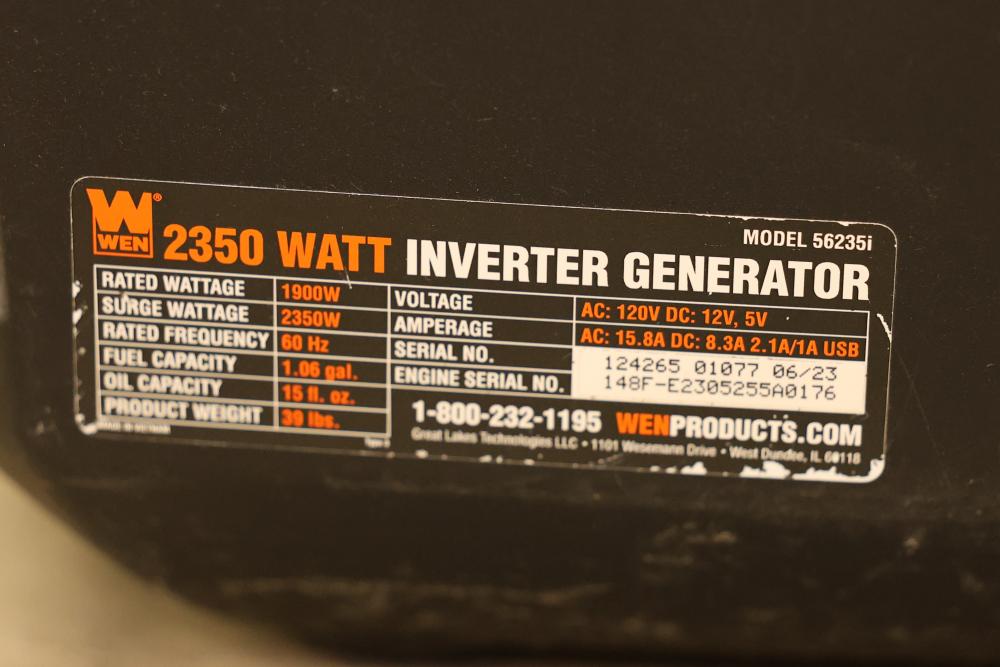 W®
WEN
2350 WATT INVERTER GENERATOR
MODEL 56235i
RATED WATTAGE 1900W
SURGE WATTAGE 2350W
RATED FREQUENCY 60 Hz
FUEL CAPACITY 1.06 gal.
OIL CAPACITY 15 fl. oz.
PRODUCT WEIGHT 39 lbs.
VOLTAGE AC: 120V DC: 12V, 5V
AMPERAGE AC: 15.8A DC: 8.3A 2.1A/1A USB
SERIAL NO. 124265 01077 06/23
ENGINE SERIAL NO. 148F-E2305255A0176
1-800-232-1195 WENPRODUCTS.COM
Great Lakes Technologies LLC • 1101 Wesemann Drive • West Dundee, IL 60118